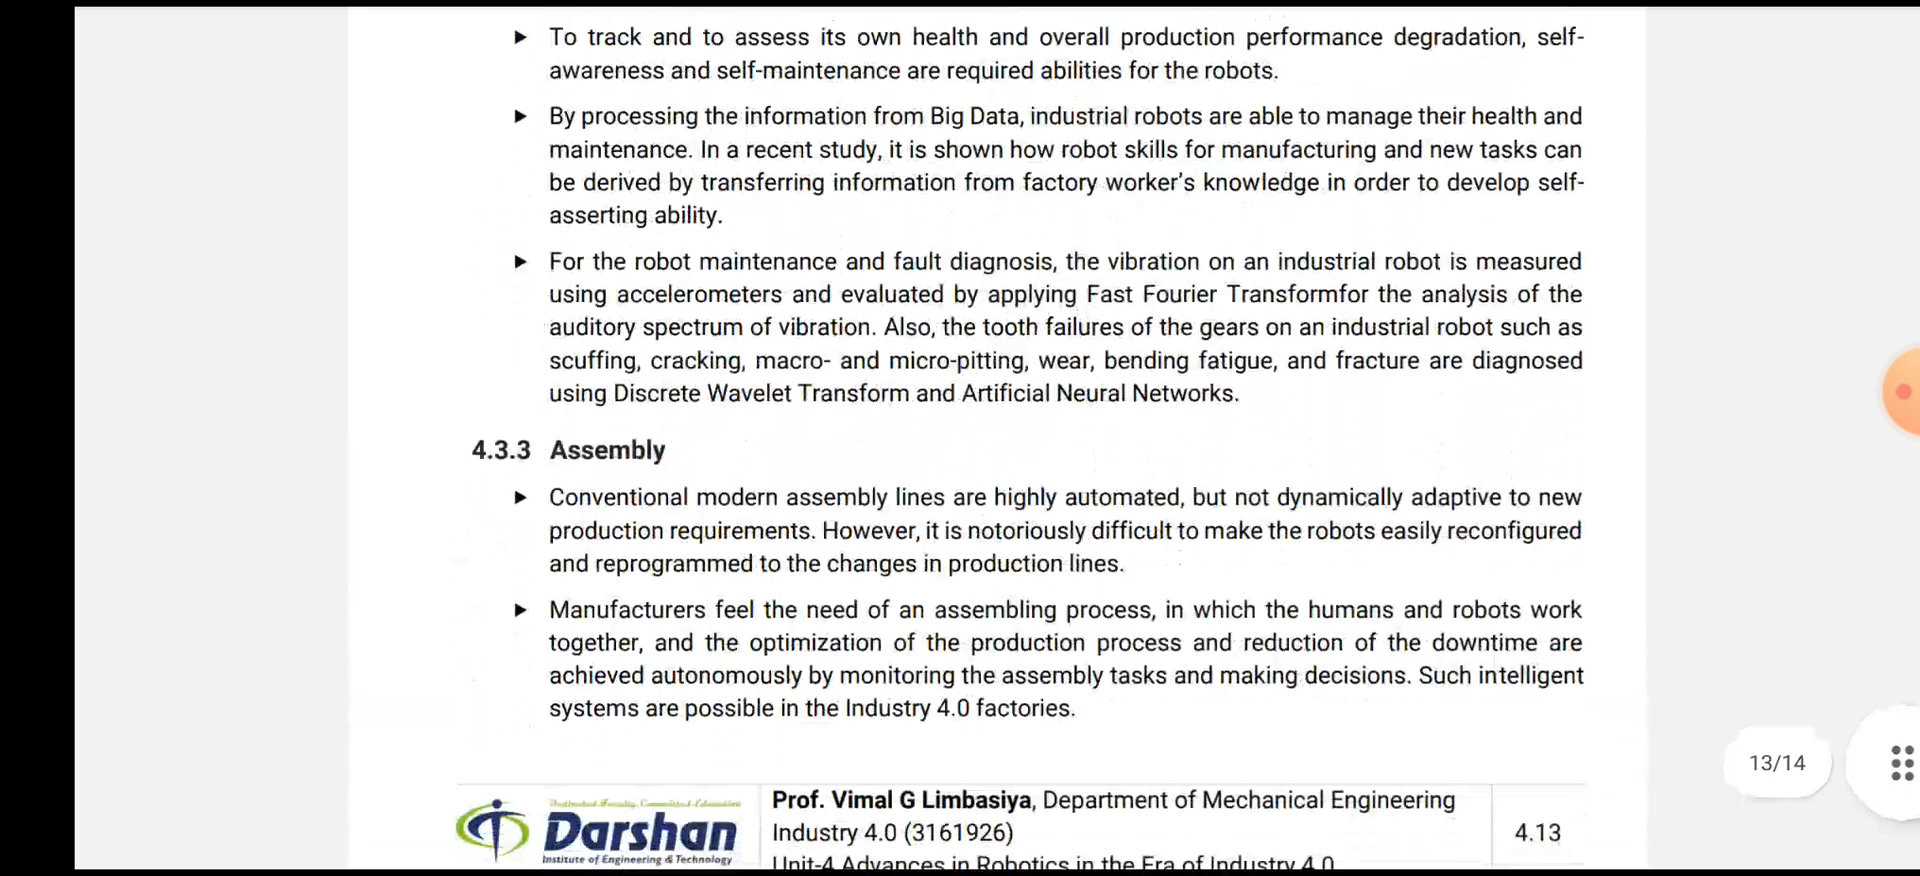 ▶ To track and to assess its own health and overall production performance degradation, self-
awareness and self-maintenance are required abilities for the robots.
▶ By processing the information from Big Data, industrial robots are able to manage their health and
maintenance. In a recent study, it is shown how robot skills for manufacturing and new tasks can
be derived by transferring information from factory worker's knowledge in order to develop self-
asserting ability.
▶ For the robot maintenance and fault diagnosis, the vibration on an industrial robot is measured
using accelerometers and evaluated by applying Fast Fourier Transformfor the analysis of the
auditory spectrum of vibration. Also, the tooth failures of the gears on an industrial robot such as
scuffing, cracking, macro- and micro-pitting, wear, bending fatigue, and fracture are diagnosed
using Discrete Wavelet Transform and Artificial Neural Networks.
4.3.3 Assembly
▶ Conventional modern assembly lines are highly automated, but not dynamically adaptive to new
production requirements. However, it is notoriously difficult to make the robots easily reconfigured
and reprogrammed to the changes in production lines.
▶ Manufacturers feel the need of an assembling process, in which the humans and robots work
together, and the optimization of the production process and reduction of the downtime are
achieved autonomously by monitoring the assembly tasks and making decisions. Such intelligent
systems are possible in the Industry 4.0 factories.
13/14
Darshan
Institute of Engineering & Technology
Prof. Vimal G Limbasiya, Department of Mechanical Engineering
Industry 4.0 (3161926)
Unit-4 Advances in Robotics in the Era of Industry 4.0
4.13